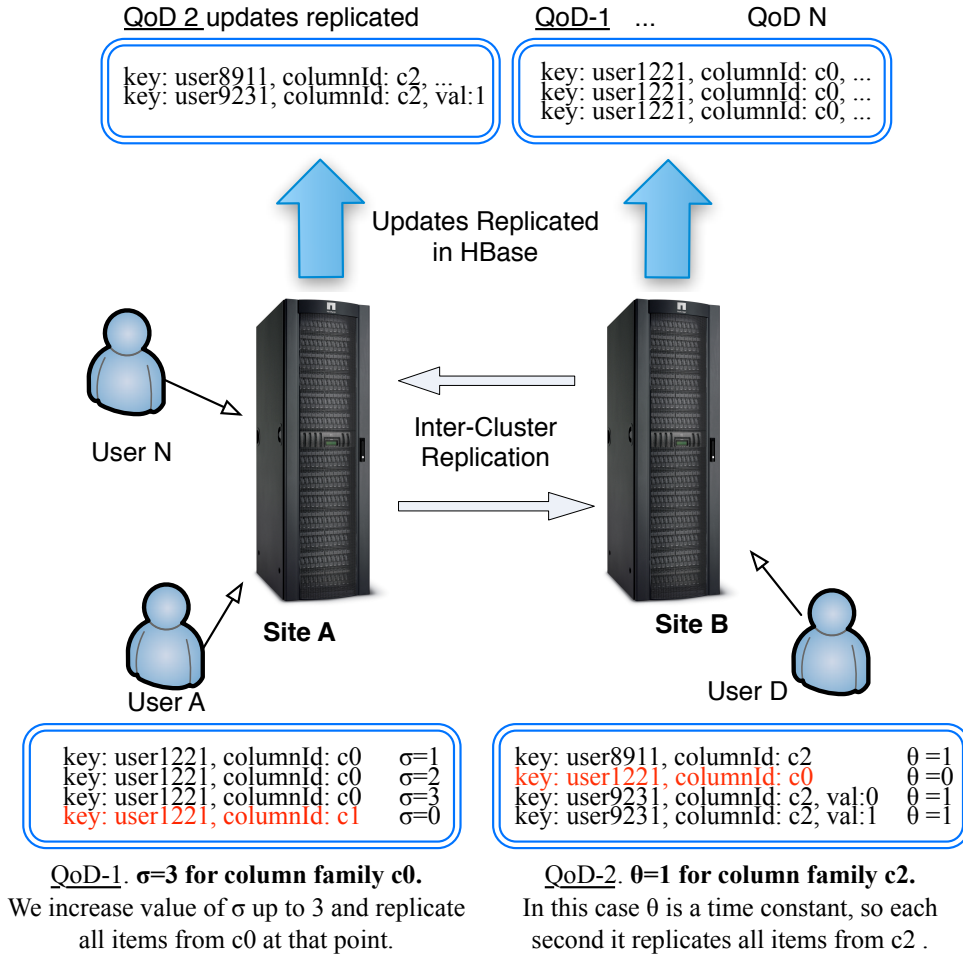 QoD 2 updates replicated
QoD-1 ... QoD N
key: user8911, columnId: c2, ...
key: user9231, columnId: c2, val:1
key: user1221, columnId: c0, ...
key: user1221, columnId: c0, ...
key: user1221, columnId: c0, ...
Updates Replicated
in HBase
User N
Inter-Cluster
Replication
Site A
Site B
User A
User D
key: user1221, columnId: c0 σ=1
key: user1221, columnId: c0 σ=2
key: user1221, columnId: c0 σ=3
key: user1221, columnId: c1 σ=0
key: user8911, columnId: c2 θ =1
key: user1221, columnId: c0 θ =0
key: user9231, columnId: c2, val:0 θ =1
key: user9231, columnId: c2, val:1 θ =1
QoD-1. σ=3 for column family c0.
We increase value of σ up to 3 and replicate
all items from c0 at that point.
QoD-2. θ=1 for column family c2.
In this case θ is a time constant, so each
second it replicates all items from c2 .